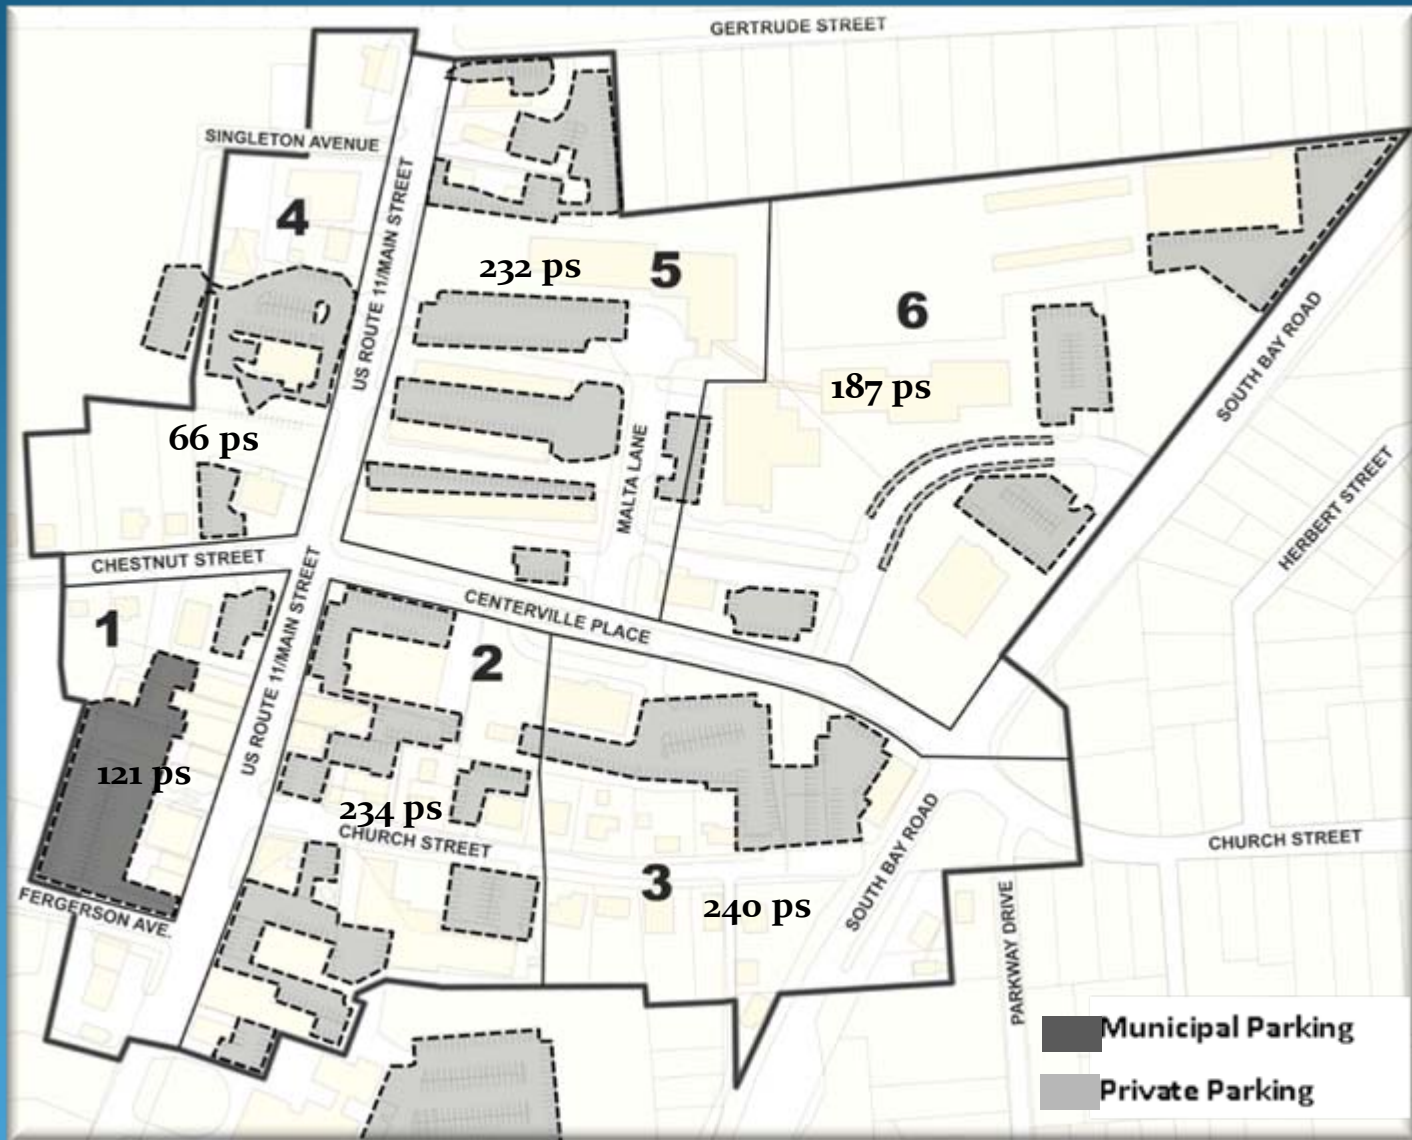 GERTRUDE STREET
SINGLETON AVENUE
4
US ROUTE 11/MAIN STREET
232 ps
5
6
187 ps
SOUTH BAY ROAD
66 ps
MALTA LANE
HERBERT STREET
CHESTNUT STREET
CENTERVILLE PLACE
1
US ROUTE 11/MAIN STREET
2
121 ps
234 ps
CHURCH STREET
SOUTH BAY ROAD
CHURCH STREET
3
240 ps
FERGERSON AVE.
PARKWAY DRIVE
Municipal Parking
Private Parking